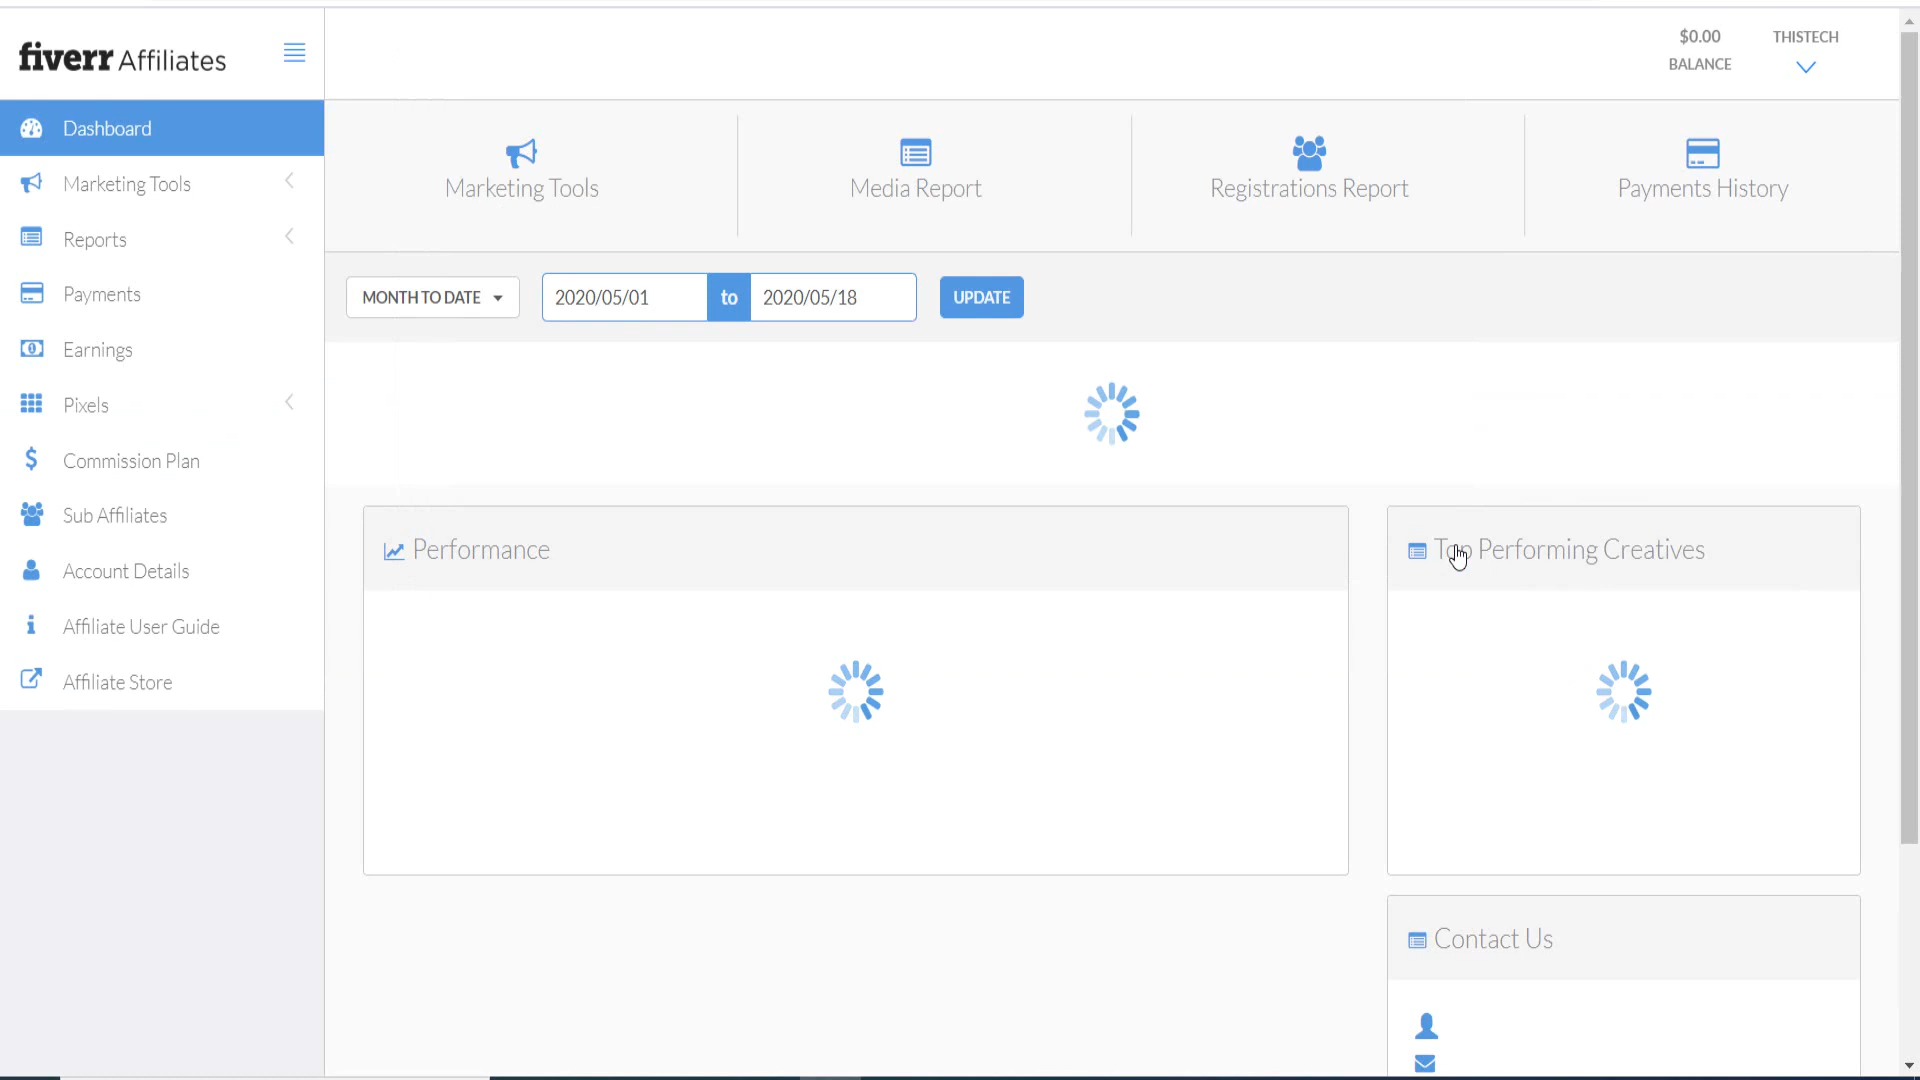 fiverr Affiliates
$0.00
BALANCE
THISTECH
Dashboard
Marketing Tools
Reports
Payments
Earnings
Pixels
Commission Plan
Sub Affiliates
Account Details
Affiliate User Guide
Affiliate Store
Marketing Tools
Media Report
Registrations Report
Payments History
MONTH TO DATE
2020/05/01 to 2020/05/18
UPDATE
Performance
Top Performing Creatives
Contact Us